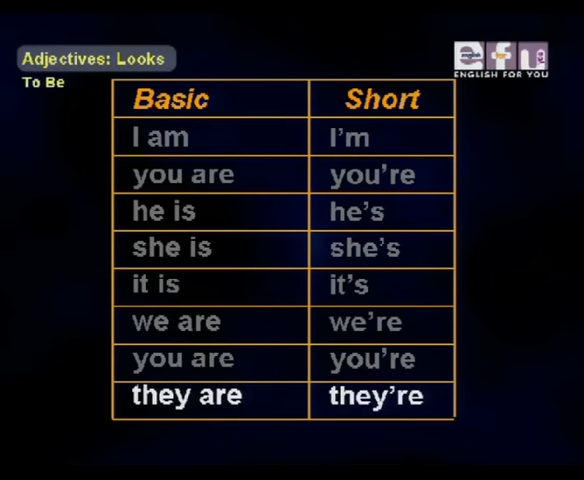 Adjectives: Looks
efu
ENGLISH FOR YOU
To Be
Basic Short
I am I'm
you are you're
he is he's
she is she's
it is it's
we are we're
you are you're
they are they're